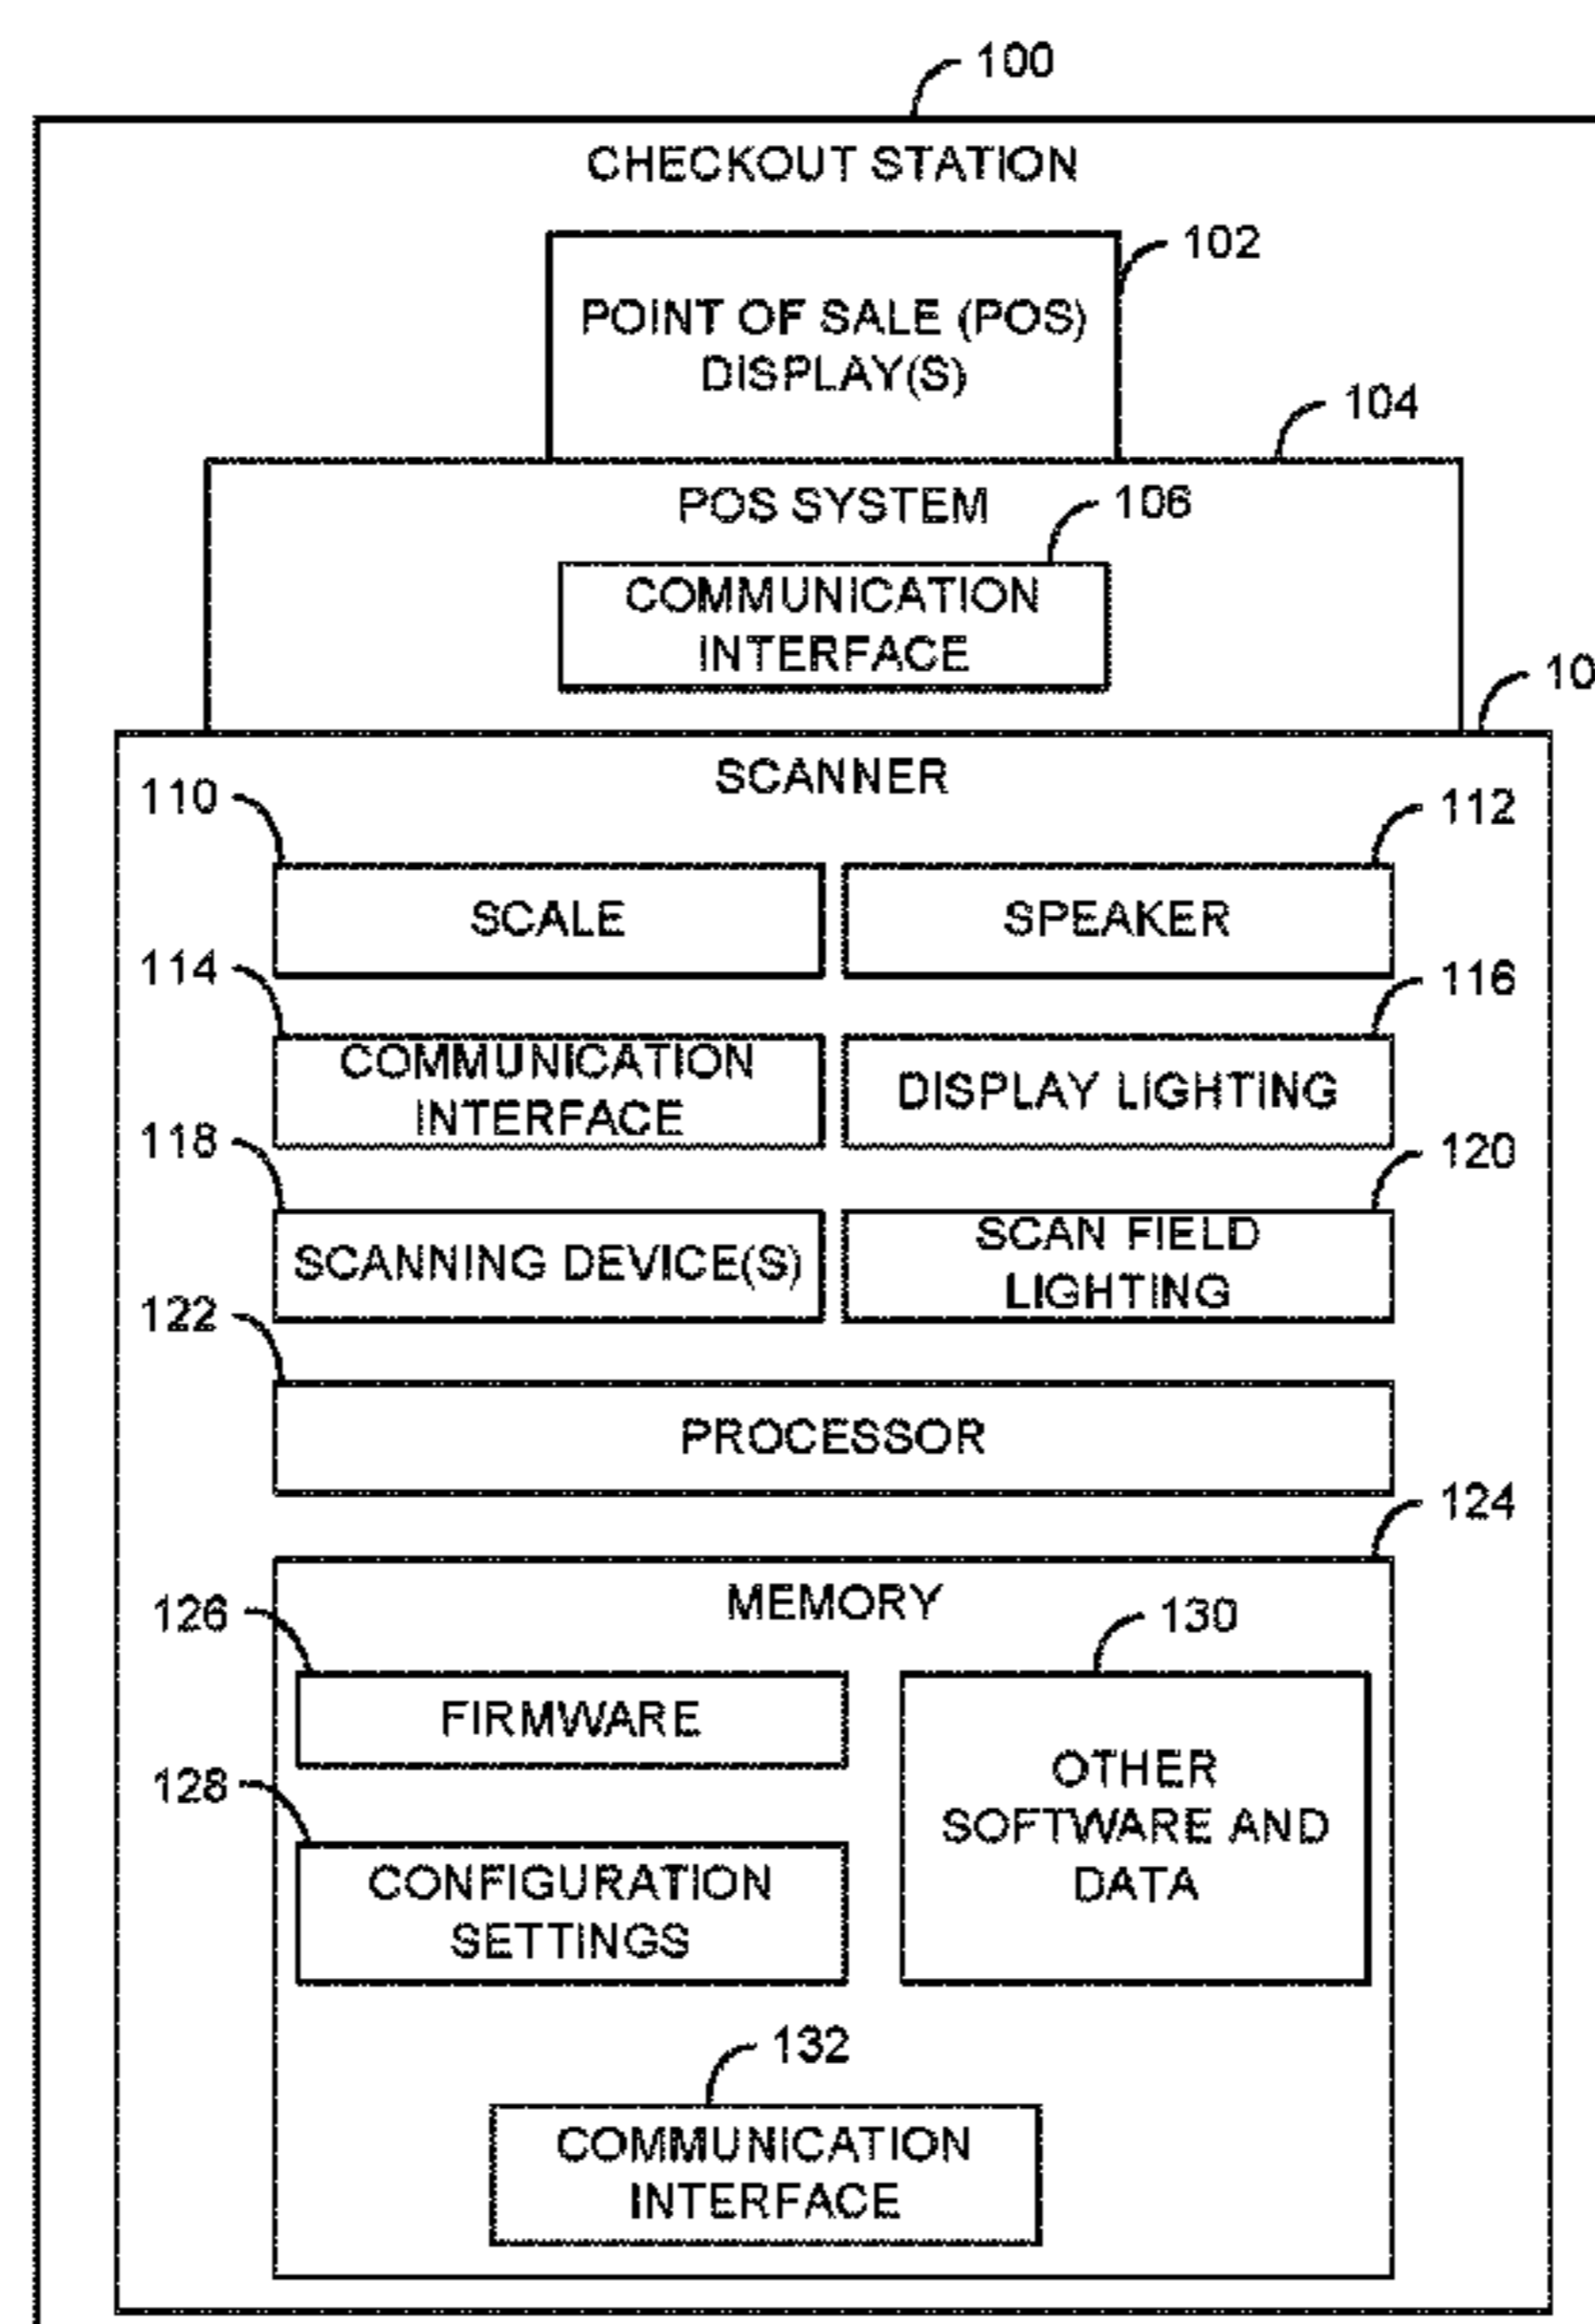 100
CHECKOUT STATION
102
POINT OF SALE (POS)
DISPLAY(S)
104
POS SYSTEM
106
COMMUNICATION
INTERFACE
10
SCANNER
110
112
SCALE
SPEAKER
114
116
COMMUNICATION
INTERFACE
DISPLAY LIGHTING
118
120
SCANNING DEVICE(S)
SCAN FIELD
LIGHTING
122
PROCESSOR
124
MEMORY
126
130
FIRMWARE
OTHER
SOFTWARE AND
DATA
128
CONFIGURATION
SETTINGS
132
COMMUNICATION
INTERFACE